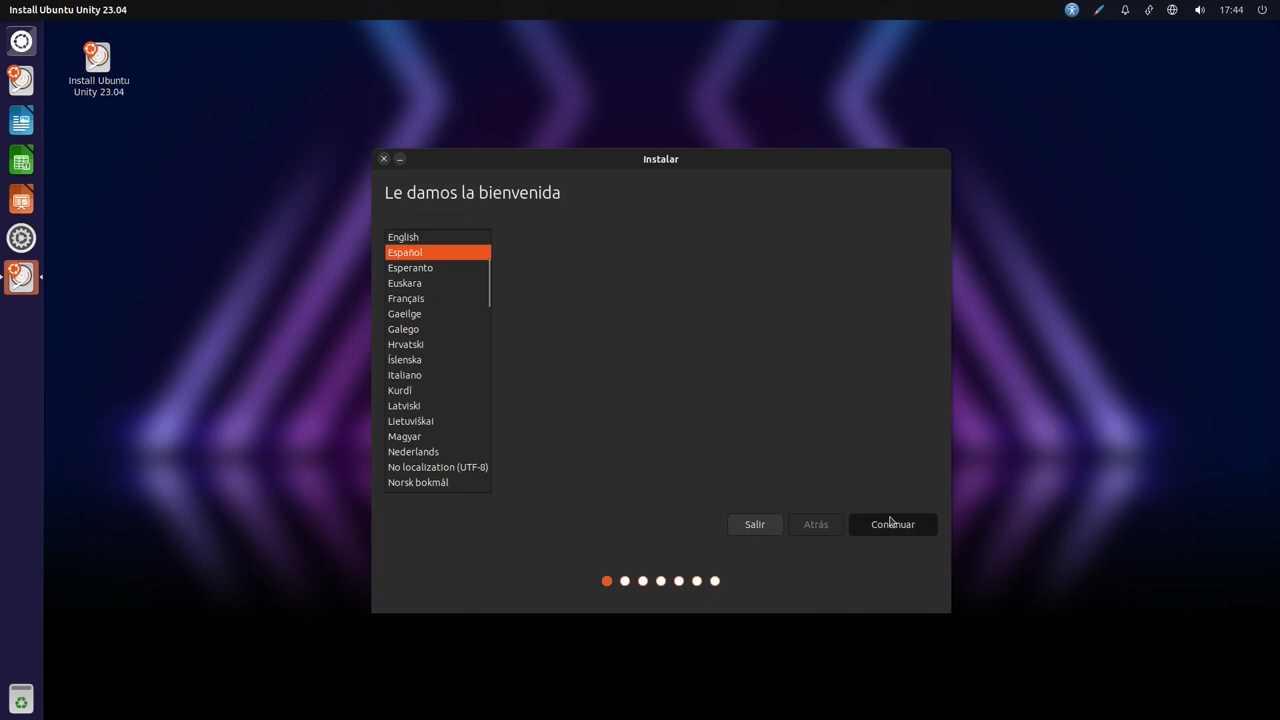 Install Ubuntu Unity 23.04
17:44
Install Ubuntu
Unity 23.04
Instalar
Le damos la bienvenida
English
Español
Esperanto
Euskara
Français
Gaeilge
Galego
Hrvatski
Íslenska
Italiano
Kurdî
Latviski
Lietuviškai
Magyar
Nederlands
No localization (UTF-8)
Norsk bokmål
Salir
Atrás
Continuar